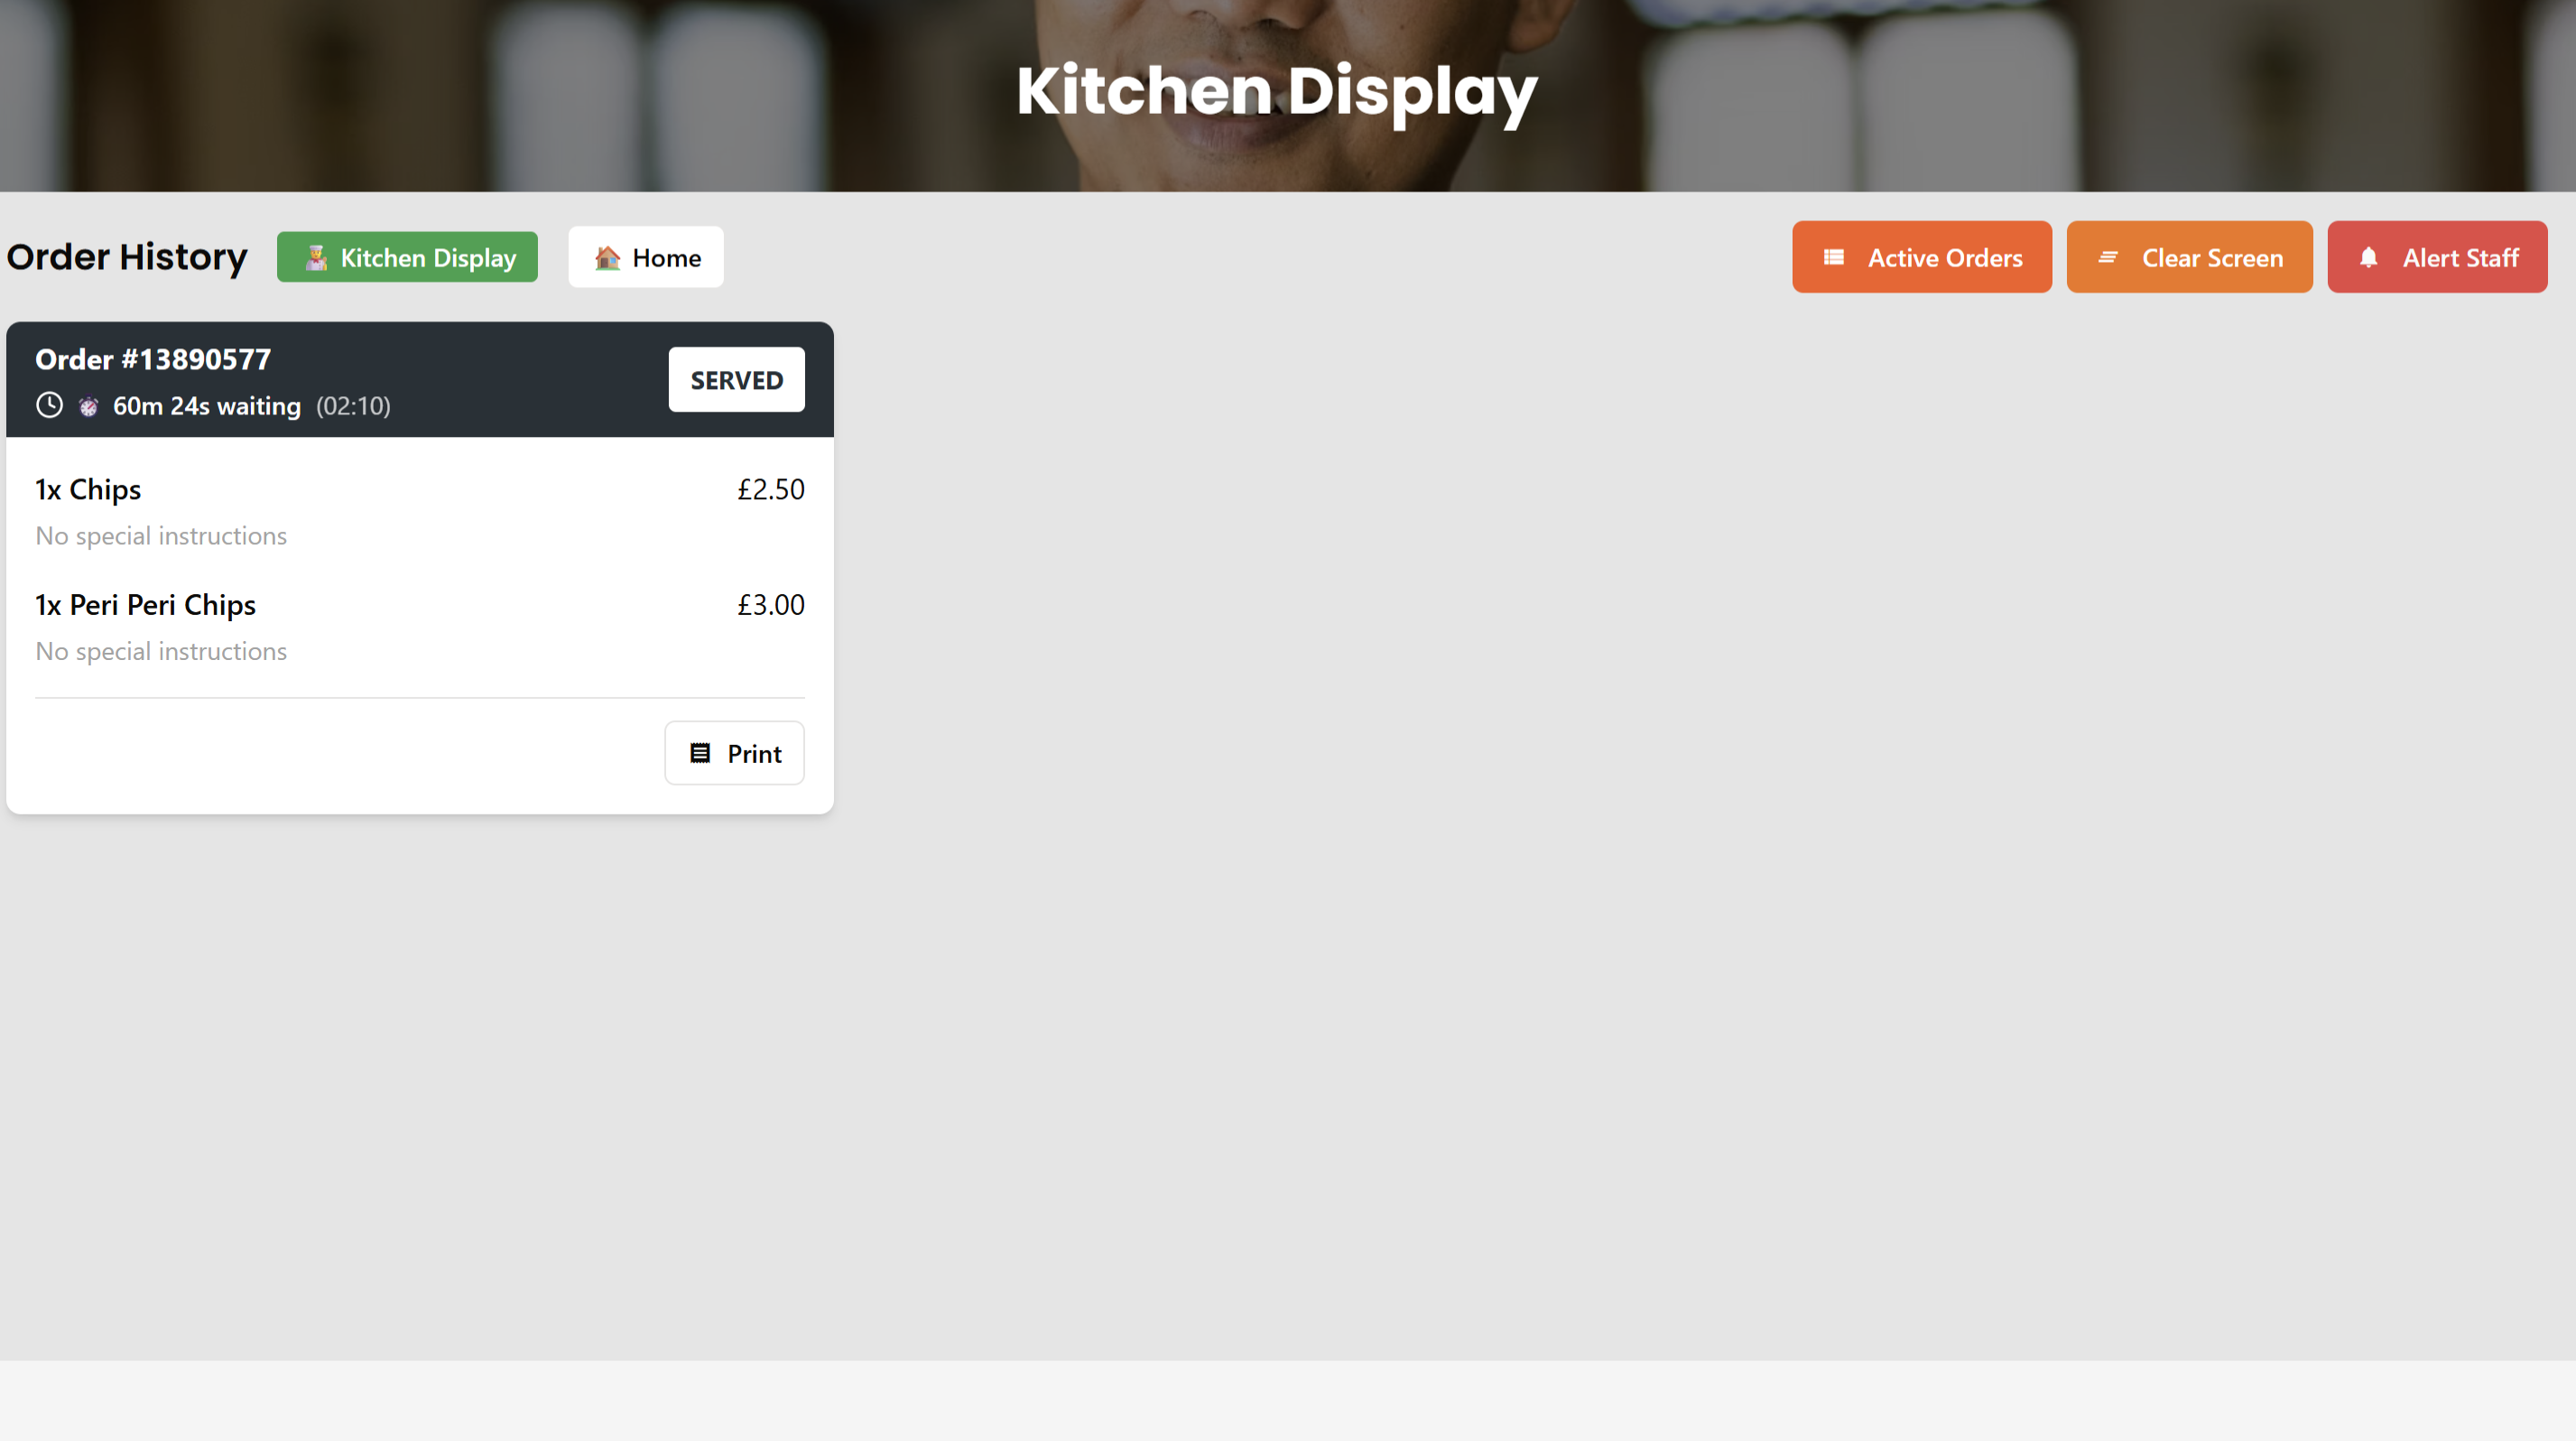 Kitchen Display
Order History
Kitchen Display
Home
Active Orders
Clear Screen
Alert Staff
Order #13890577
60m 24s waiting (02:10)
SERVED
1x Chips £2.50
No special instructions
1x Peri Peri Chips £3.00
No special instructions
Print